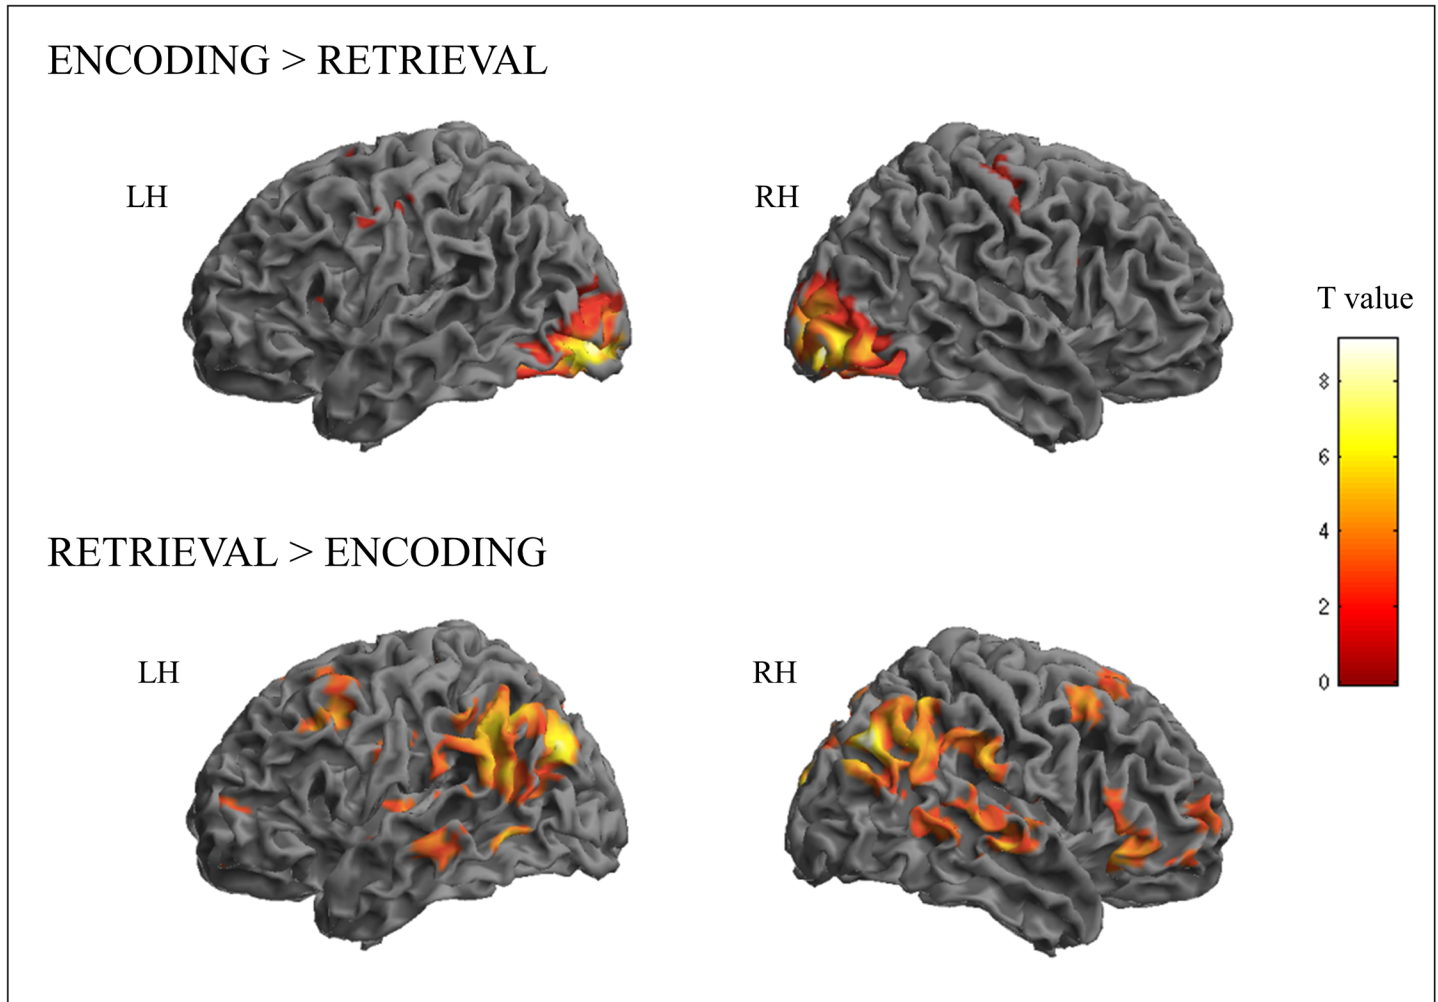 ENCODING > RETRIEVAL
LH
RH
T value
8
6
4
2
0
RETRIEVAL > ENCODING
LH
RH